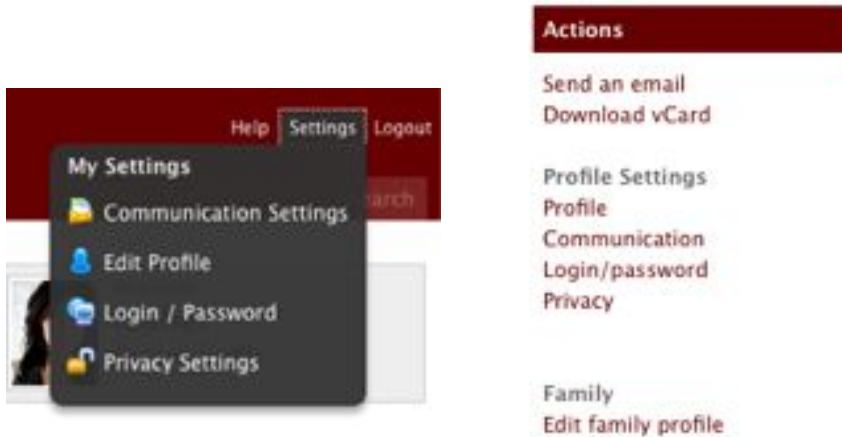 Help Settings Logout
My Settings
arch
Communication Settings
Edit Profile
Login / Password
Privacy Settings
Actions
Send an email
Download vCard
Profile Settings
Profile
Communication
Login/password
Privacy
Family
Edit family profile